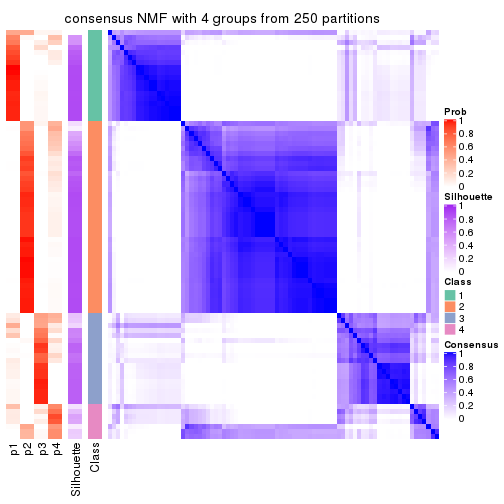 consensus NMF with 4 groups from 250 partitions
Prob
1
0.8
0.6
0.4
0.2
0
Silhouette
1
0.8
0.6
0.4
0.2
0
Class
1
2
3
4
Consensus
1
0.8
0.6
0.4
0.2
0
p1
p2
p3
p4
Silhouette
Class